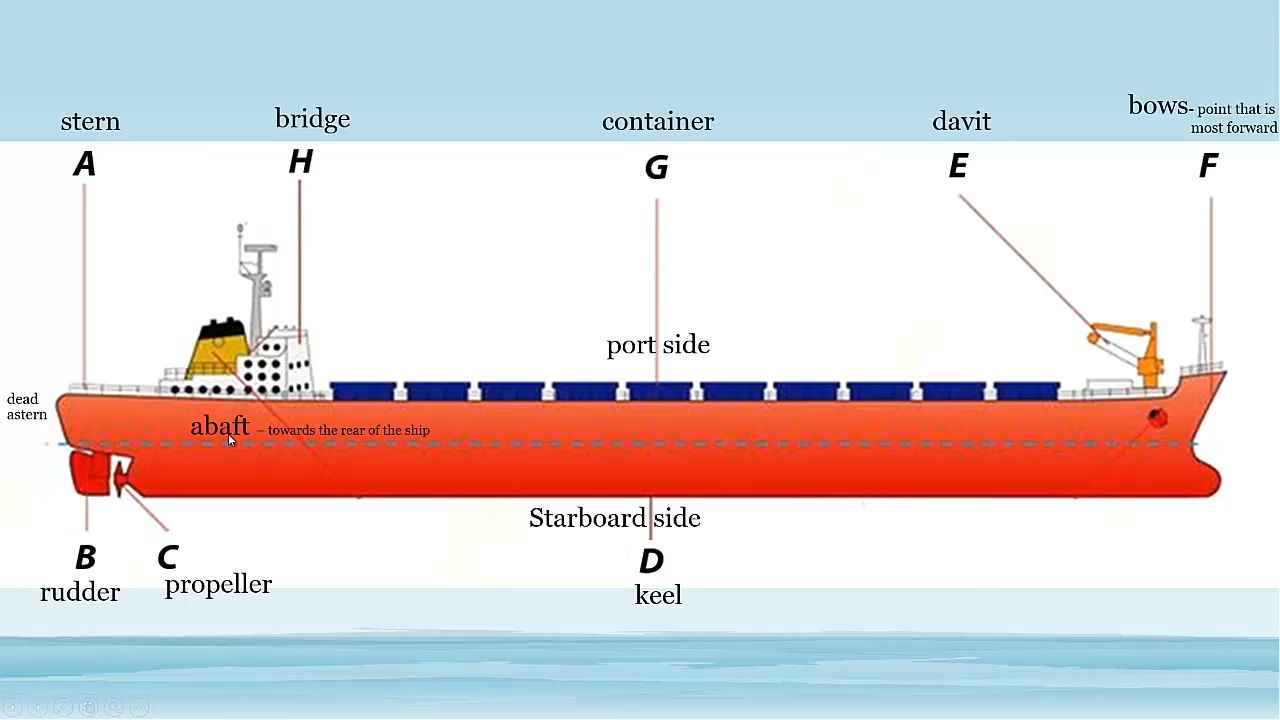 stern
bridge
container
davit
bows- point that is
most forward
A
H
G
E
F
port side
dead
astern
abaft – towards the rear of the ship
Starboard side
B
C
D
rudder
propeller
keel